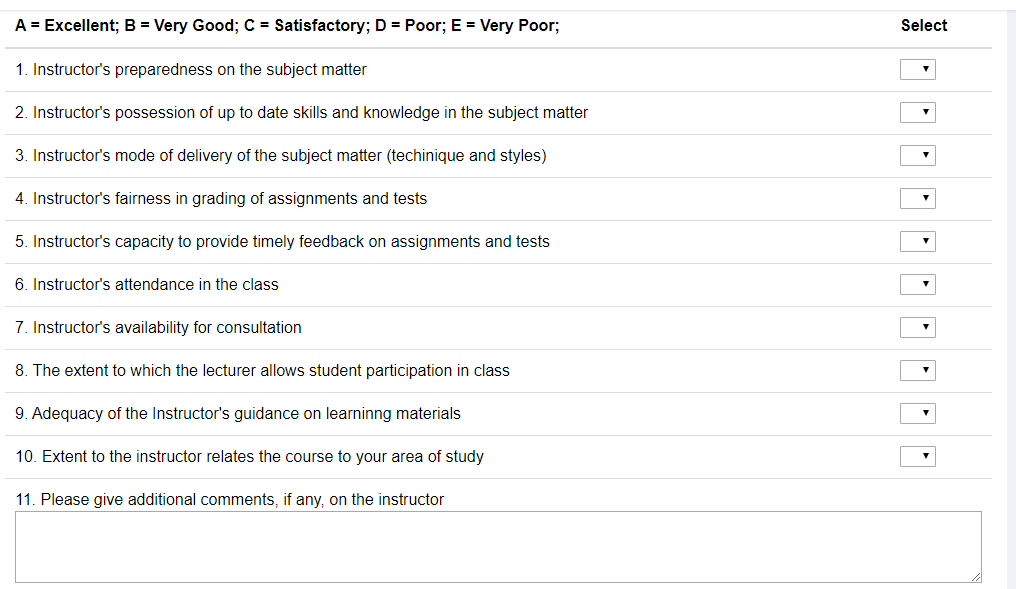 A = Excellent; B = Very Good; C = Satisfactory; D = Poor; E = Very Poor; Select
1. Instructor's preparedness on the subject matter
2. Instructor's possession of up to date skills and knowledge in the subject matter
3. Instructor's mode of delivery of the subject matter (techinique and styles)
4. Instructor's fairness in grading of assignments and tests
5. Instructor's capacity to provide timely feedback on assignments and tests
6. Instructor's attendance in the class
7. Instructor's availability for consultation
8. The extent to which the lecturer allows student participation in class
9. Adequacy of the Instructor's guidance on learninng materials
10. Extent to the instructor relates the course to your area of study
11. Please give additional comments, if any, on the instructor